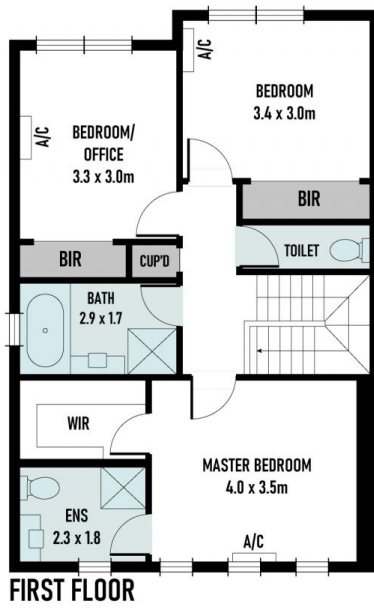 A/C
BEDROOM
3.4 x 3.0m
A/C
BEDROOM/
OFFICE
3.3 x 3.0m
BIR
TOILET
BIR
CUP'D
BATH
2.9 x 1.7
WIR
MASTER BEDROOM
4.0 x 3.5m
ENS
2.3 x 1.8
A/C
FIRST FLOOR